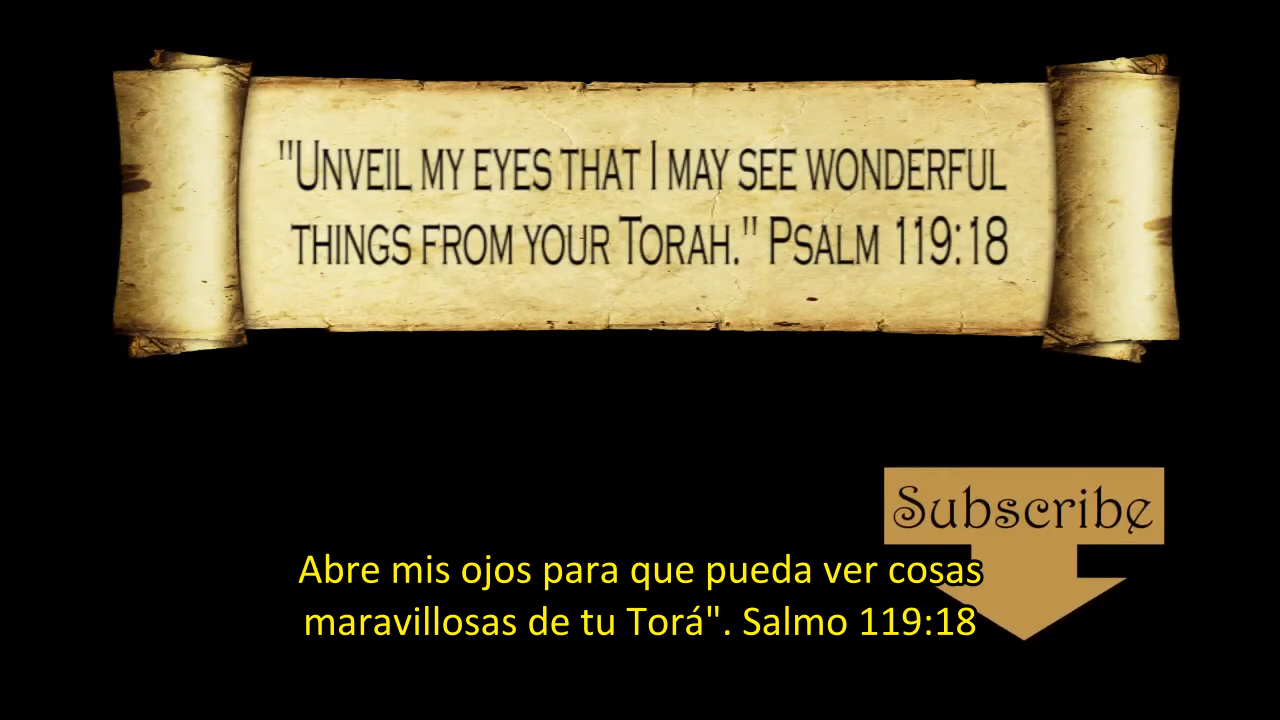 "Unveil my eyes that I may see wonderful
things from your Torah." Psalm 119:18
Subscribe
Abre mis ojos para que pueda ver cosas
maravillosas de tu Torá". Salmo 119:18